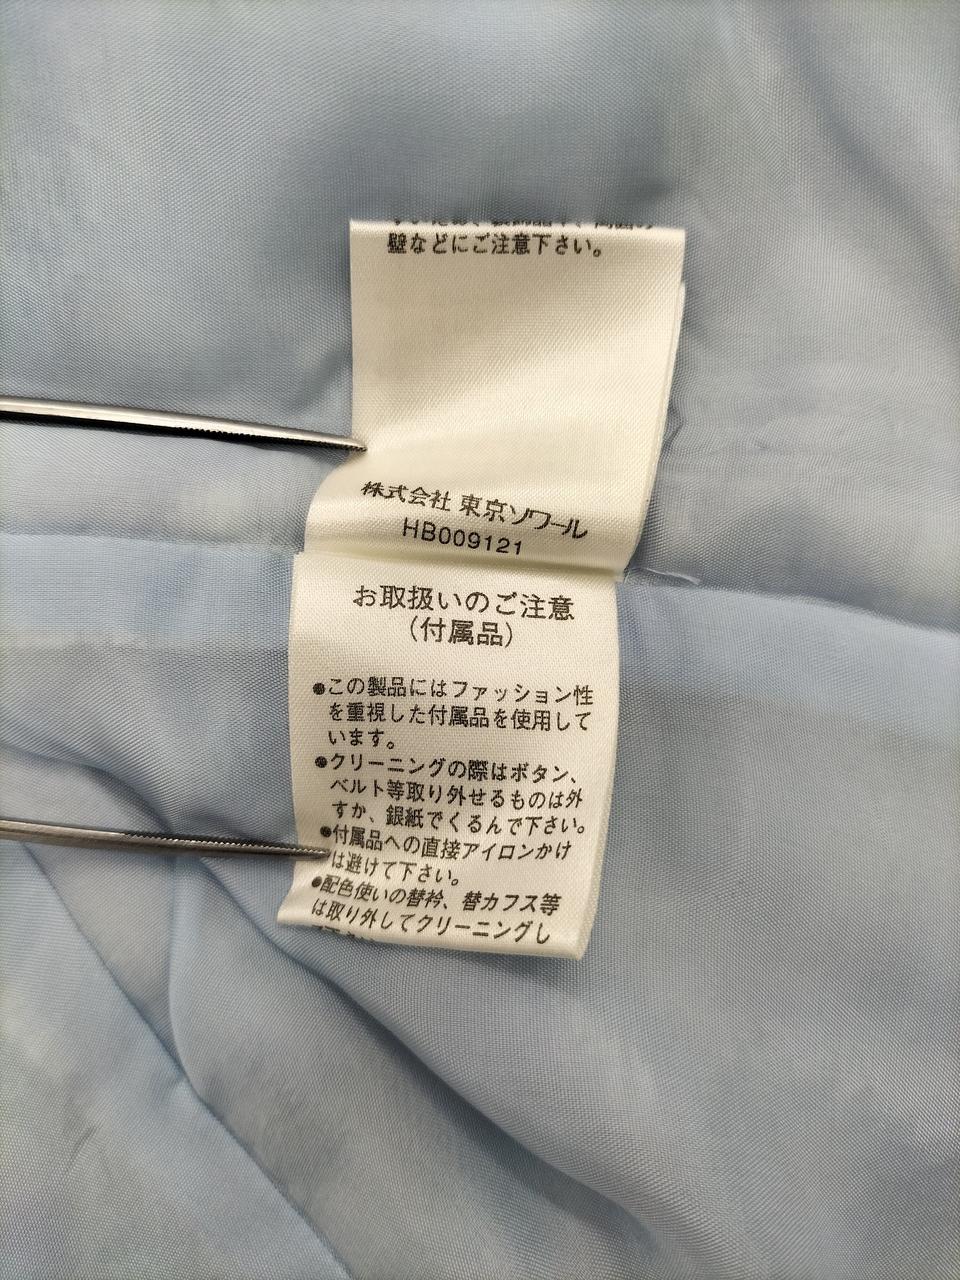 壁などにご注意下さい。
株式会社 東京ソワール
HB009121
お取扱いのご注意
(付属品)
●この製品にはファッション性
を重視した付属品を使用して
います。
●クリーニングの際はボタン、
ベルト等取り外せるものは外
すか、銀紙でくるんで下さい。
●付属品への直接アイロンかけ
は避けて下さい。
●配色使いの替衿、替カフス等
は取り外してクリーニングし